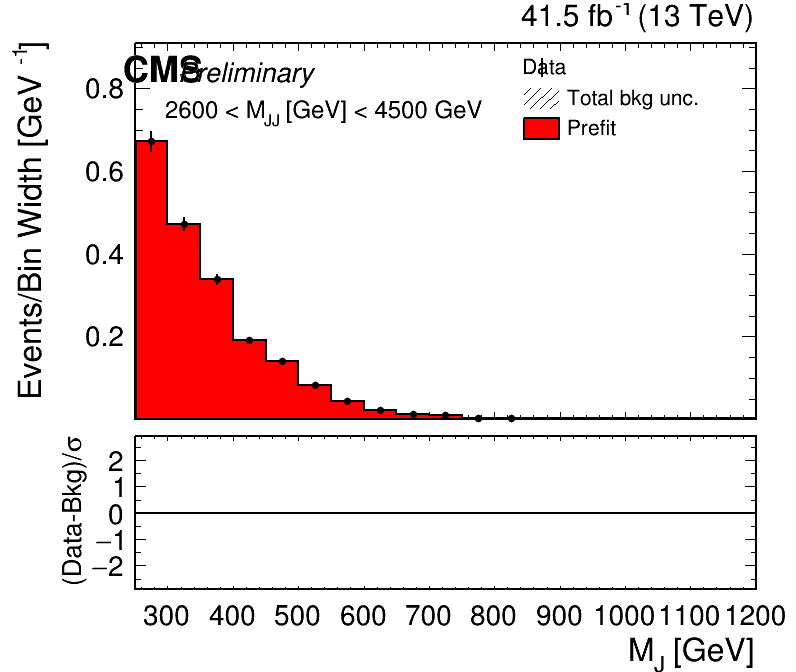 41.5 fb-1 (13 TeV)
CMS Preliminary
2600 < MJJ [GeV] < 4500 GeV
Data
Total bkg unc.
Prefit
Events/Bin Width [GeV-1]
0.8
0.6
0.4
0.2
(Data-Bkg)/σ
2
1
0
−1
−2
300 400 500 600 700 800 900 1000 1100 1200
MJ [GeV]